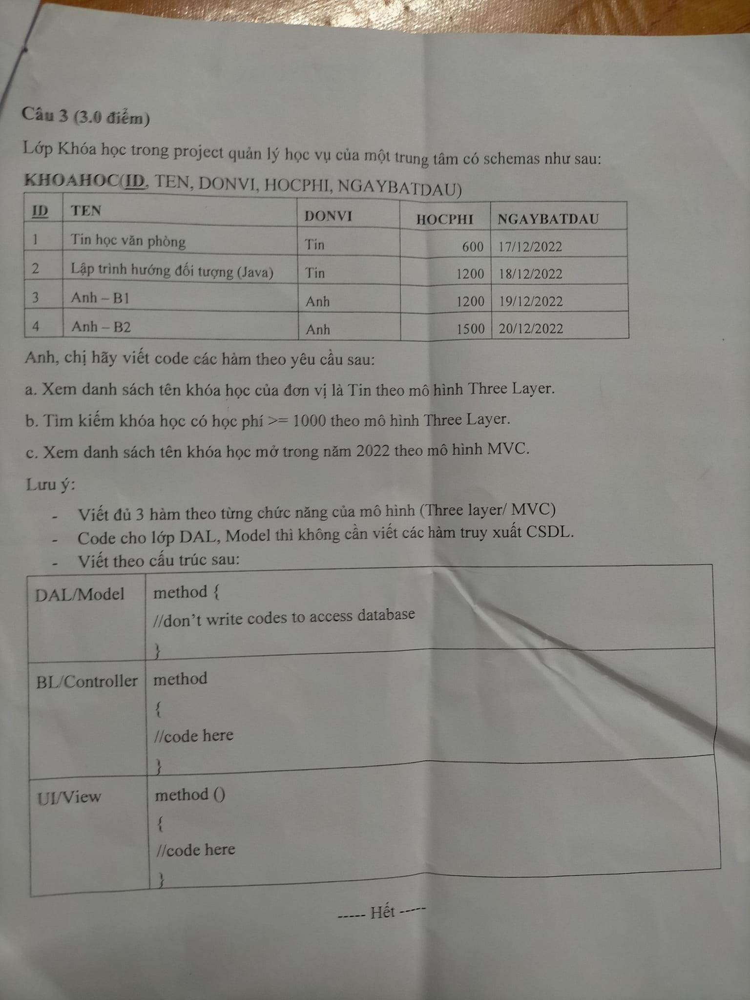 Câu 3 (3.0 điểm)
Lớp Khóa học trong project quản lý học vụ của một trung tâm có schemas như sau:
KHOAHOC(ID, TEN, DONVI, HOCPHI, NGAYBATDAU)
ID TEN DONVI HOCPHI NGAYBATDAU
1 Tin học văn phòng Tin 600 17/12/2022
2 Lập trình hướng đối tượng (Java) Tin 1200 18/12/2022
3 Anh – B1 Anh 1200 19/12/2022
4 Anh – B2 Anh 1500 20/12/2022
Anh, chị hãy viết code các hàm theo yêu cầu sau:
a. Xem danh sách tên khóa học của đơn vị là Tin theo mô hình Three Layer.
b. Tìm kiếm khóa học có học phí >= 1000 theo mô hình Three Layer.
c. Xem danh sách tên khóa học mở trong năm 2022 theo mô hình MVC.
Lưu ý:
- Viết đủ 3 hàm theo từng chức năng của mô hình (Three layer/ MVC)
- Code cho lớp DAL, Model thì không cần viết các hàm truy xuất CSDL.
- Viết theo cấu trúc sau:
DAL/Model method {
//don't write codes to access database
}
BL/Controller method
{
//code here
}
UI/View method ()
{
//code here
}
----- Hết -----